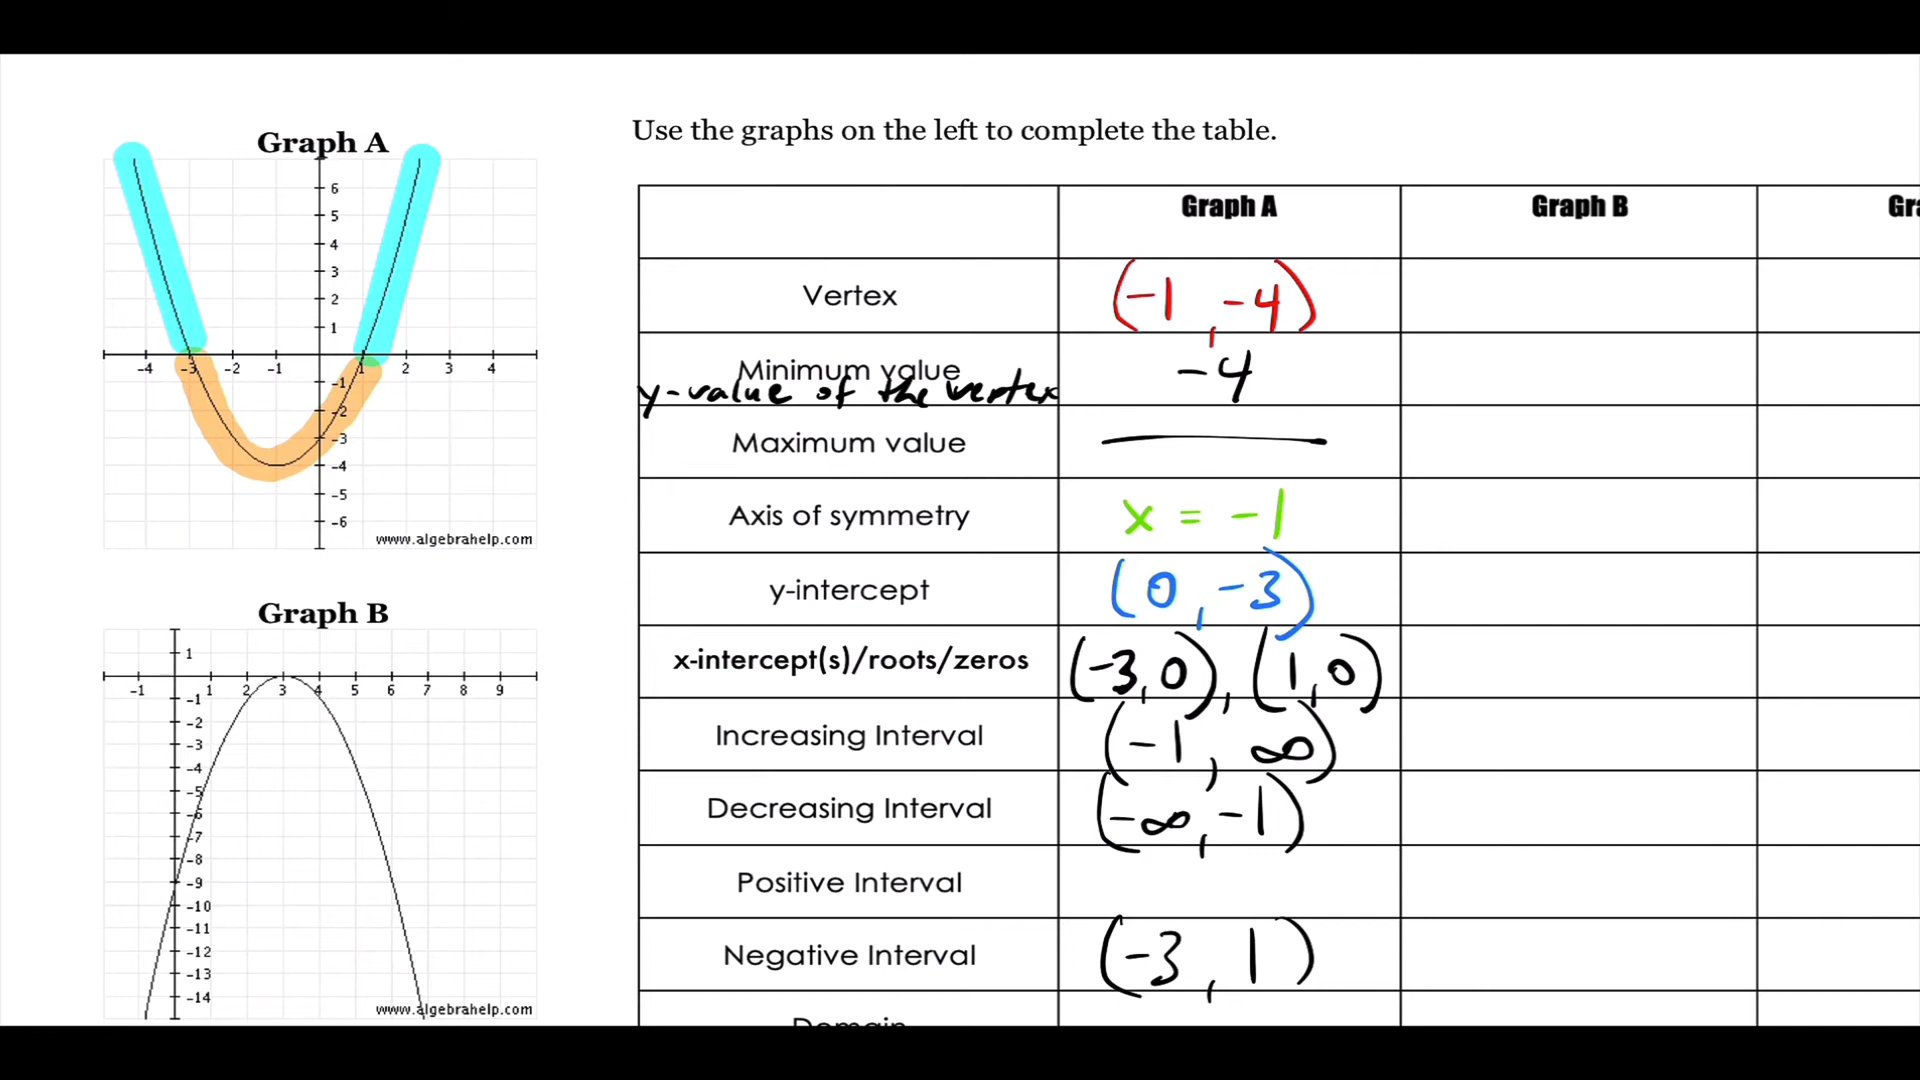 Use the graphs on the left to complete the table.
Graph A
6
5
4
3
2
1
-4 -3 -2 -1 1 2 3 4
-1
-2
-3
-4
-5
-6
www.algebrahelp.com
Graph B
1
-1 1 2 3 4 5 6 7 8 9
-1
-2
-3
-4
-5
-6
-7
-8
-9
-10
-11
-12
-13
-14
www.algebrahelp.com
Graph A Graph B Gra
Vertex (-1, -4)
Minimum value -4
y-value of the vertex
Maximum value
Axis of symmetry x = -1
y-intercept (0, -3)
x-intercept(s)/roots/zeros (-3,0), (1,0)
Increasing Interval (-1, ∞)
Decreasing Interval (-∞, -1)
Positive Interval
Negative Interval (-3, 1)
Domain